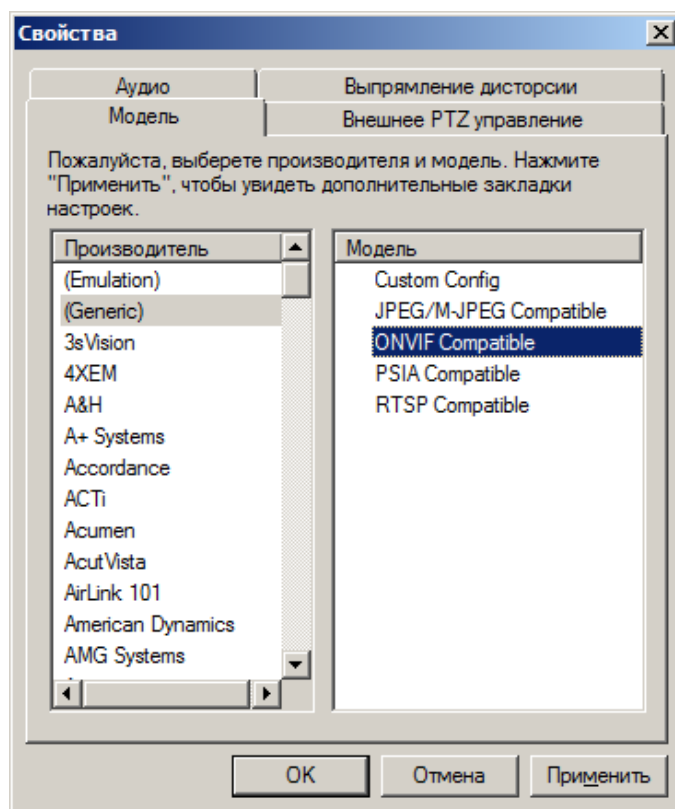 Свойства
Аудио
Выпрямление дисторсии
Модель
Внешнее PTZ управление
Пожалуйста, выберете производителя и модель. Нажмите
"Применить", чтобы увидеть дополнительные закладки
настроек.
Производитель
(Emulation)
(Generic)
3sVision
4XEM
A&H
A+ Systems
Accordance
ACTi
Acumen
AcutVista
AirLink 101
American Dynamics
AMG Systems
Модель
Custom Config
JPEG/M-JPEG Compatible
ONVIF Compatible
PSIA Compatible
RTSP Compatible
OK
Отмена
Применить